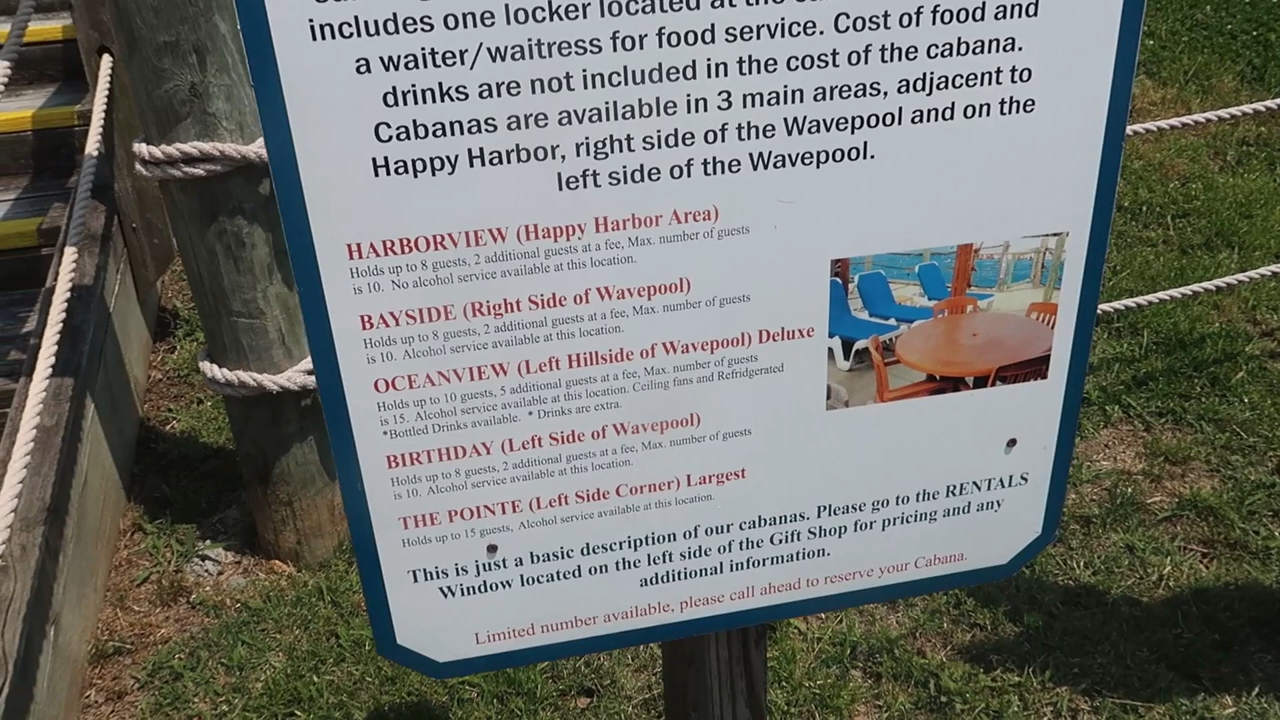 includes one locker located at the
a waiter/waitress for food service. Cost of food and
drinks are not included in the cost of the cabana.
Cabanas are available in 3 main areas, adjacent to
Happy Harbor, right side of the Wavepool and on the
left side of the Wavepool.
HARBORVIEW (Happy Harbor Area)
Holds up to 8 guests, 2 additional guests at a fee, Max. number of guests
is 10. No alcohol service available at this location.
BAYSIDE (Right Side of Wavepool)
Holds up to 8 guests, 2 additional guests at a fee, Max. number of guests
is 10. Alcohol service available at this location.
OCEANVIEW (Left Hillside of Wavepool) Deluxe
Holds up to 10 guests, 5 additional guests at a fee, Max. number of guests
is 15. Alcohol service available at this location. Ceiling fans and Refridgerated
*Bottled Drinks available. * Drinks are extra.
BIRTHDAY (Left Side of Wavepool)
Holds up to 8 guests, 2 additional guests at a fee, Max. number of guests
is 10. Alcohol service available at this location.
THE POINTE (Left Side Corner) Largest
Holds up to 15 guests, Alcohol service available at this location.
This is just a basic description of our cabanas. Please go to the RENTALS
Window located on the left side of the Gift Shop for pricing and any
additional information.
Limited number available, please call ahead to reserve your Cabana.